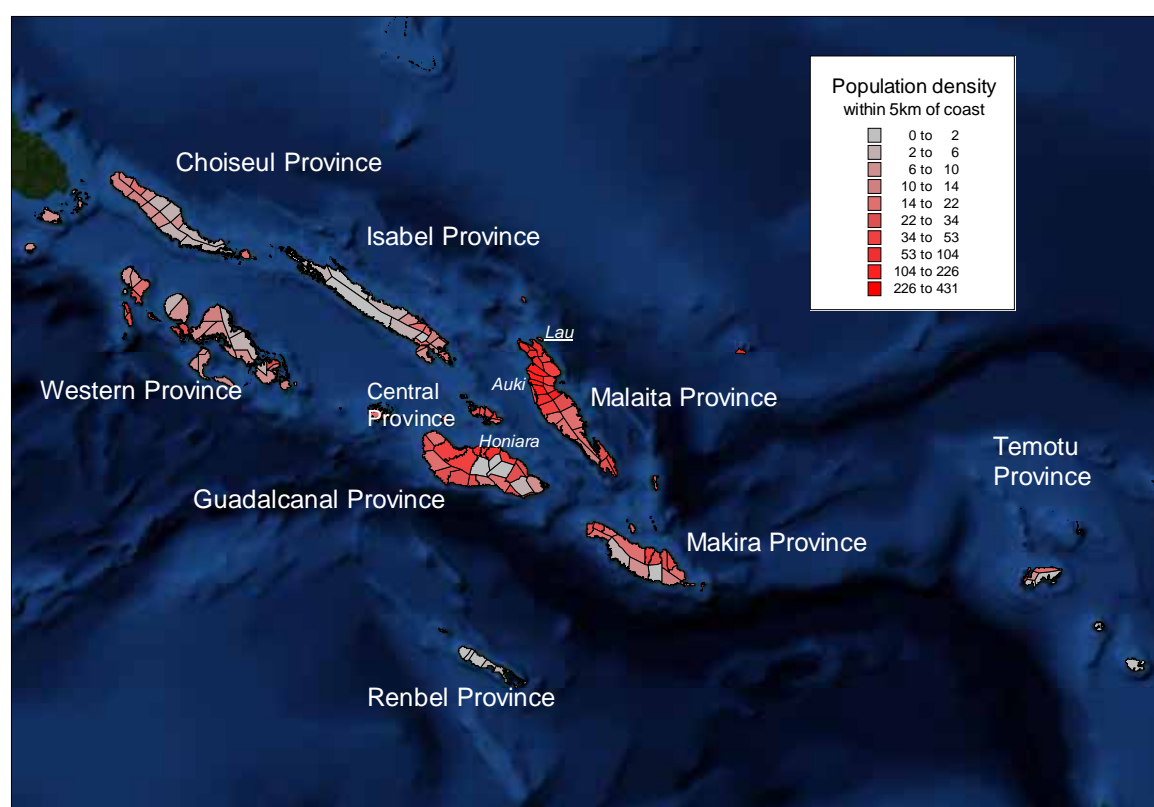 Population density
within 5km of coast
0 to 2
2 to 6
6 to 10
10 to 14
14 to 22
22 to 34
34 to 53
53 to 104
104 to 226
226 to 431
Choiseul Province
Isabel Province
Lau
Auki
Malaita Province
Western Province
Central
Province
Honiara
Guadalcanal Province
Temotu
Province
Makira Province
Renbel Province